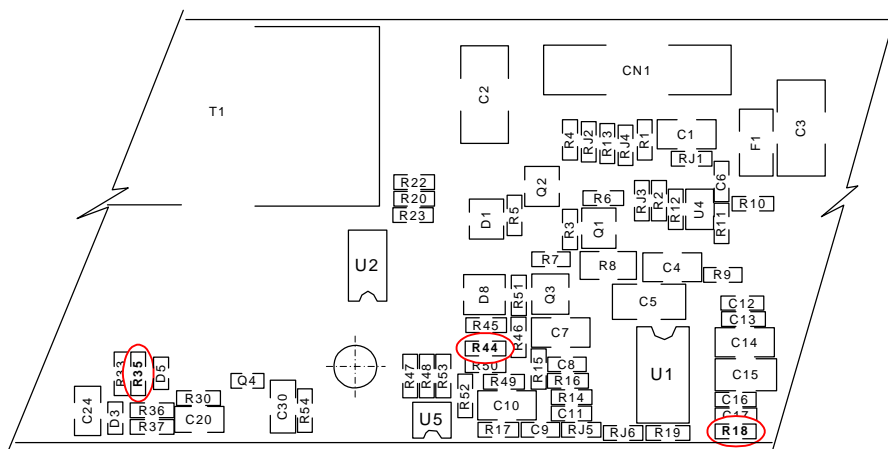 CN1
C2
T1
C3
F1
R4
RJ2
R13
RJ4
R1
C1
RJ1
C6
R22
R20
R23
Q2
D1
R5
R6
RJ3
R2
R12
U4
R11
R10
R3
Q1
U2
R7
R8
C4
R9
D8
R51
Q3
C5
C12
C13
R45
R46
C7
C14
R44
U1
R33
R35
D5
R47
R48
R53
R50
R15
C8
C15
Q4
R52
R49
R16
C24
D3
R36
R30
C20
C30
R54
U5
C10
R14
C16
C11
C17
R37
R17
C9
RJ5
RJ6
R19
R18